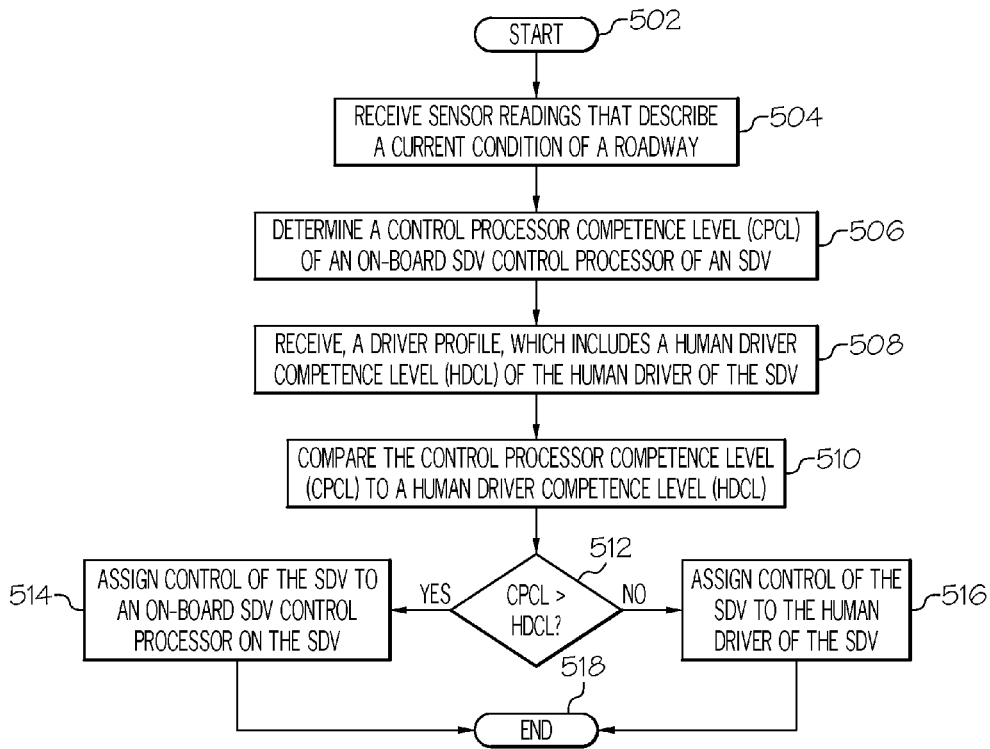 START
502
RECEIVE SENSOR READINGS THAT DESCRIBE
A CURRENT CONDITION OF A ROADWAY
504
DETERMINE A CONTROL PROCESSOR COMPETENCE LEVEL (CPCL)
OF AN ON-BOARD SDV CONTROL PROCESSOR OF AN SDV
506
RECEIVE, A DRIVER PROFILE, WHICH INCLUDES A HUMAN DRIVER
COMPETENCE LEVEL (HDCL) OF THE HUMAN DRIVER OF THE SDV
508
COMPARE THE CONTROL PROCESSOR COMPETENCE LEVEL
(CPCL) TO A HUMAN DRIVER COMPETENCE LEVEL (HDCL)
510
512
CPCL >
HDCL?
YES
NO
514
ASSIGN CONTROL OF THE SDV TO
AN ON-BOARD SDV CONTROL
PROCESSOR ON THE SDV
ASSIGN CONTROL OF THE
SDV TO THE HUMAN
DRIVER OF THE SDV
516
518
END